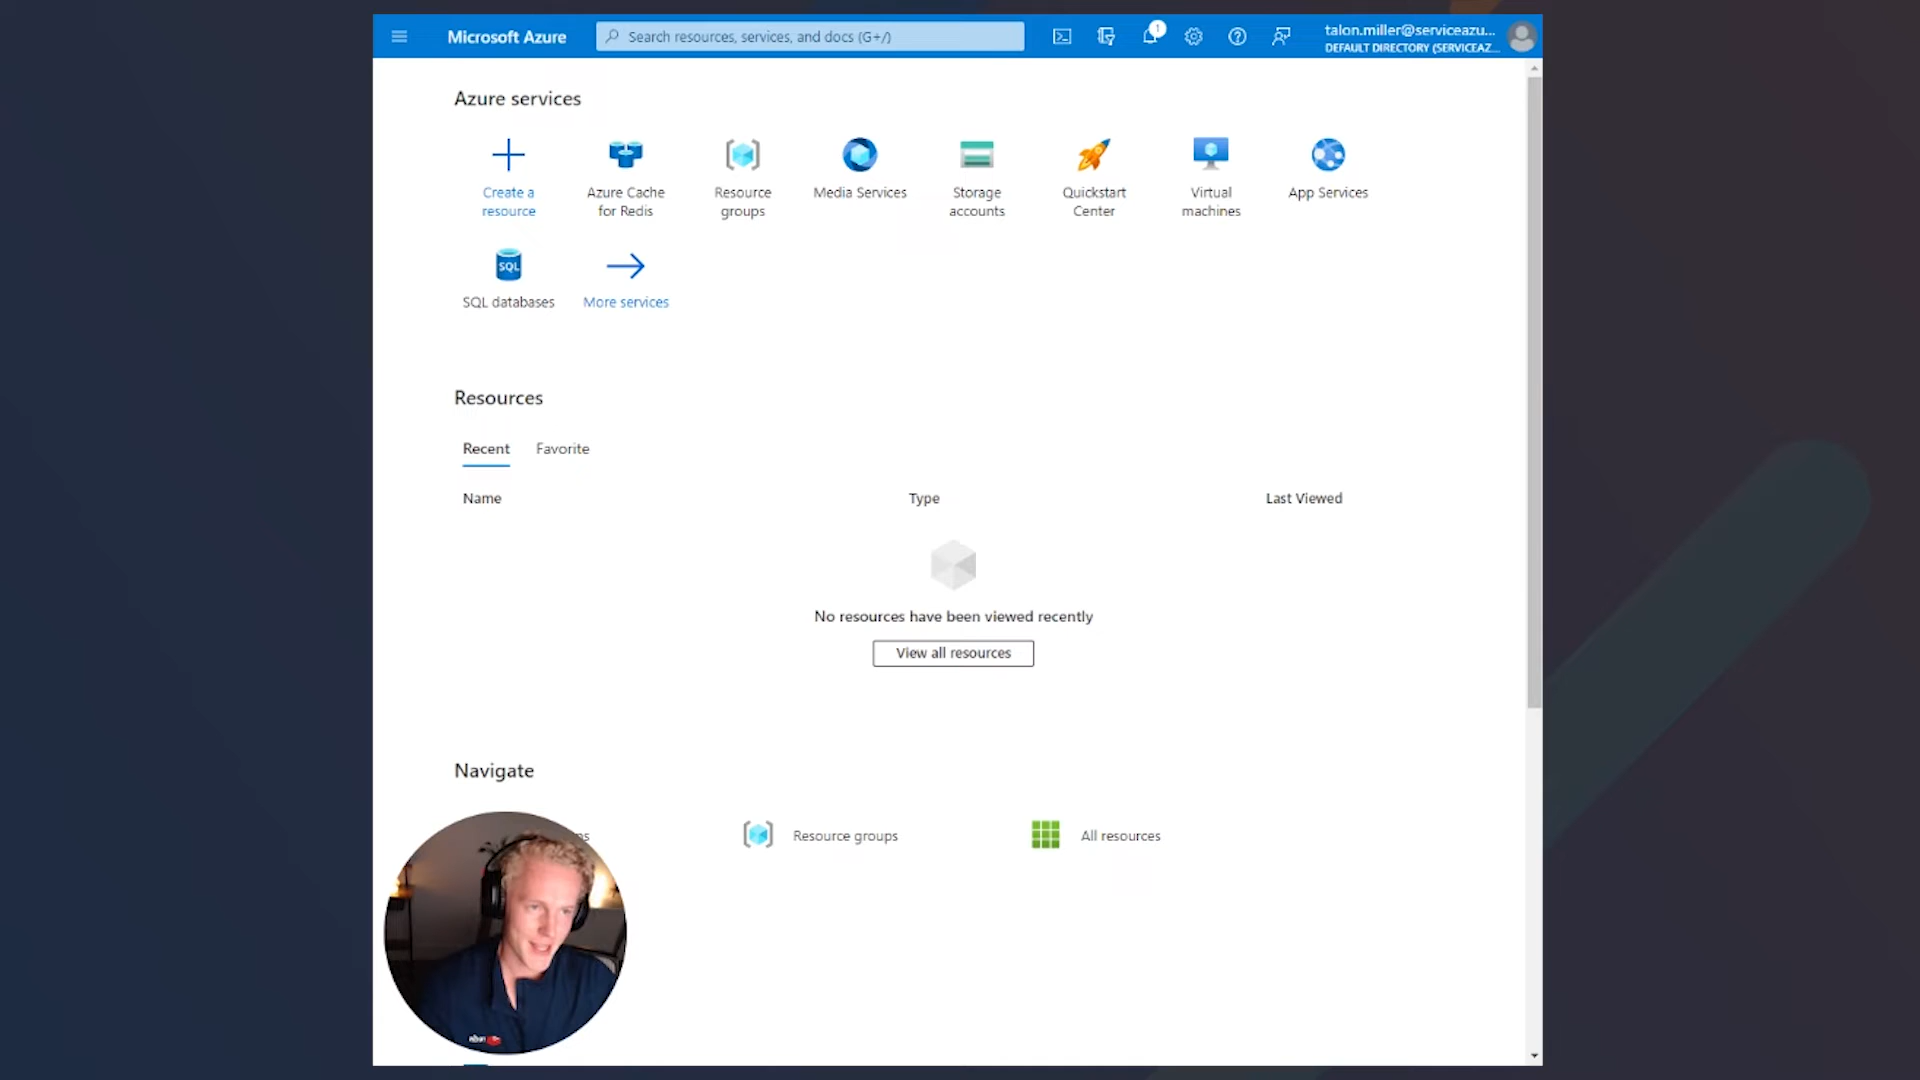 Microsoft Azure
Search resources, services, and docs (G+/)
1
talon.miller@serviceazu...
DEFAULT DIRECTORY (SERVICEAZ...
Azure services
Create a
resource
Azure Cache
for Redis
Resource
groups
Media Services
Storage
accounts
Quickstart
Center
Virtual
machines
App Services
SQL
SQL databases
More services
Resources
Recent
Favorite
Name
Type
Last Viewed
No resources have been viewed recently
View all resources
Navigate
Resource groups
All resources